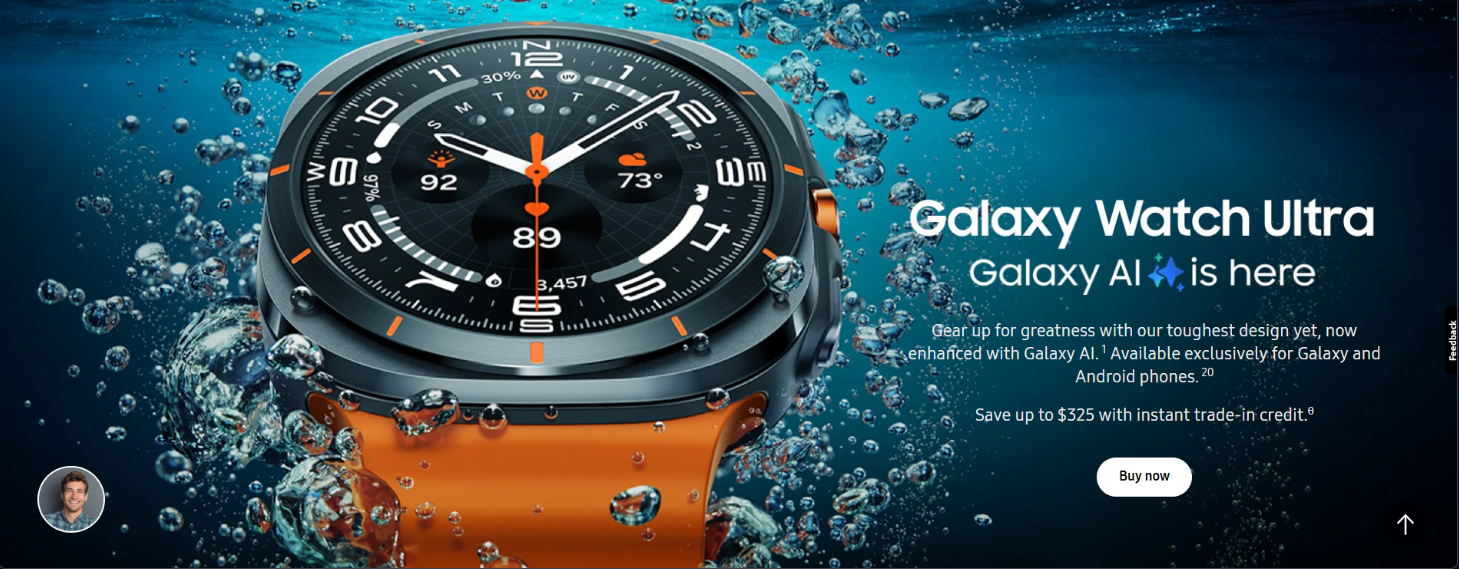 N
12
11
1
30%
UV
10
2
S
M
T
W
T
F
S
2
W
9
92
73°
3
E
97%
8
89
4
7
3,457
5
6
S
Galaxy Watch Ultra
Galaxy AI is here
Gear up for greatness with our toughest design yet, now
enhanced with Galaxy AI.¹ Available exclusively for Galaxy and
Android phones.²⁰
Save up to $325 with instant trade-in credit.θ
Buy now
Feedback